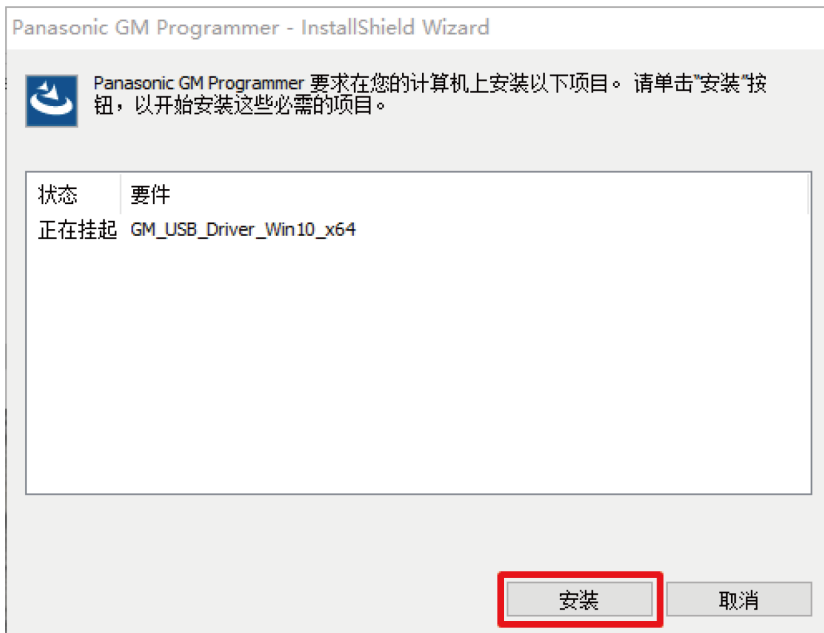 Panasonic GM Programmer - InstallShield Wizard
Panasonic GM Programmer 要求在您的计算机上安装以下项目。 请单击"安装"按
钮，以开始安装这些必需的项目。
状态 要件
正在挂起 GM_USB_Driver_Win10_x64
安装 取消